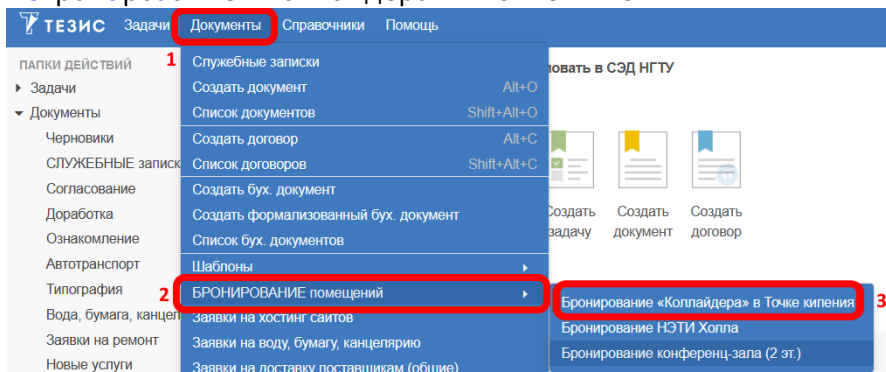 ТЕЗИС Задачи Документы Справочники Помощь
1
ПАПКИ ДЕЙСТВИЙ
Задачи
Документы
Черновики
СЛУЖЕБНЫЕ записк
Согласование
Доработка
Ознакомление
Автотранспорт
Типография
Вода, бумага, канцел
Заявки на ремонт
Новые услуги
Служебные записки
Создать документ Alt+O
Список документов Shift+Alt+O
Создать договор Alt+C
Список договоров Shift+Alt+C
Создать бух. документ
Создать формализованный бух. документ
Список бух. документов
Шаблоны
2 БРОНИРОВАНИЕ помещений
Заявки на хостинг сайтов
Заявки на воду, бумагу, канцелярию
Заявки на доставку поставщикам (общие)
ловать в СЭД НГТУ
Создать задачу
Создать документ
Создать договор
Бронирование «Коллайдера» в Точке кипения 3
Бронирование НЭТИ Холла
Бронирование конференц-зала (2 эт.)